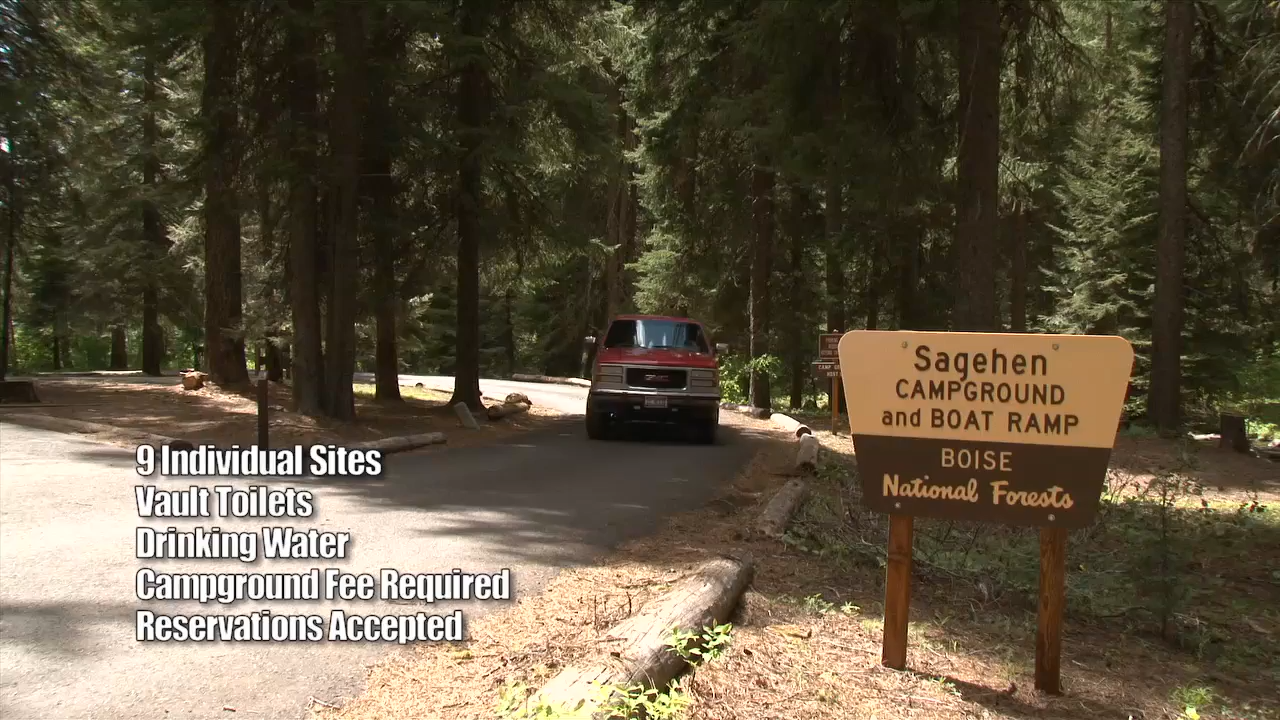 Sagehen
CAMPGROUND
and BOAT RAMP
BOISE
National Forests
9 Individual Sites
Vault Toilets
Drinking Water
Campground Fee Required
Reservations Accepted